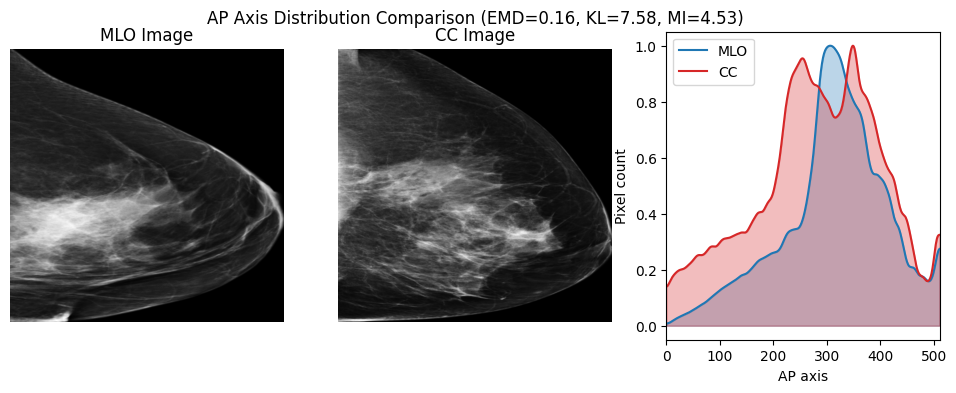 AP Axis Distribution Comparison (EMD=0.16, KL=7.58, MI=4.53)
MLO Image
CC Image
MLO
CC
Pixel count
1.0
0.8
0.6
0.4
0.2
0.0
0
100
200
300
400
500
AP axis